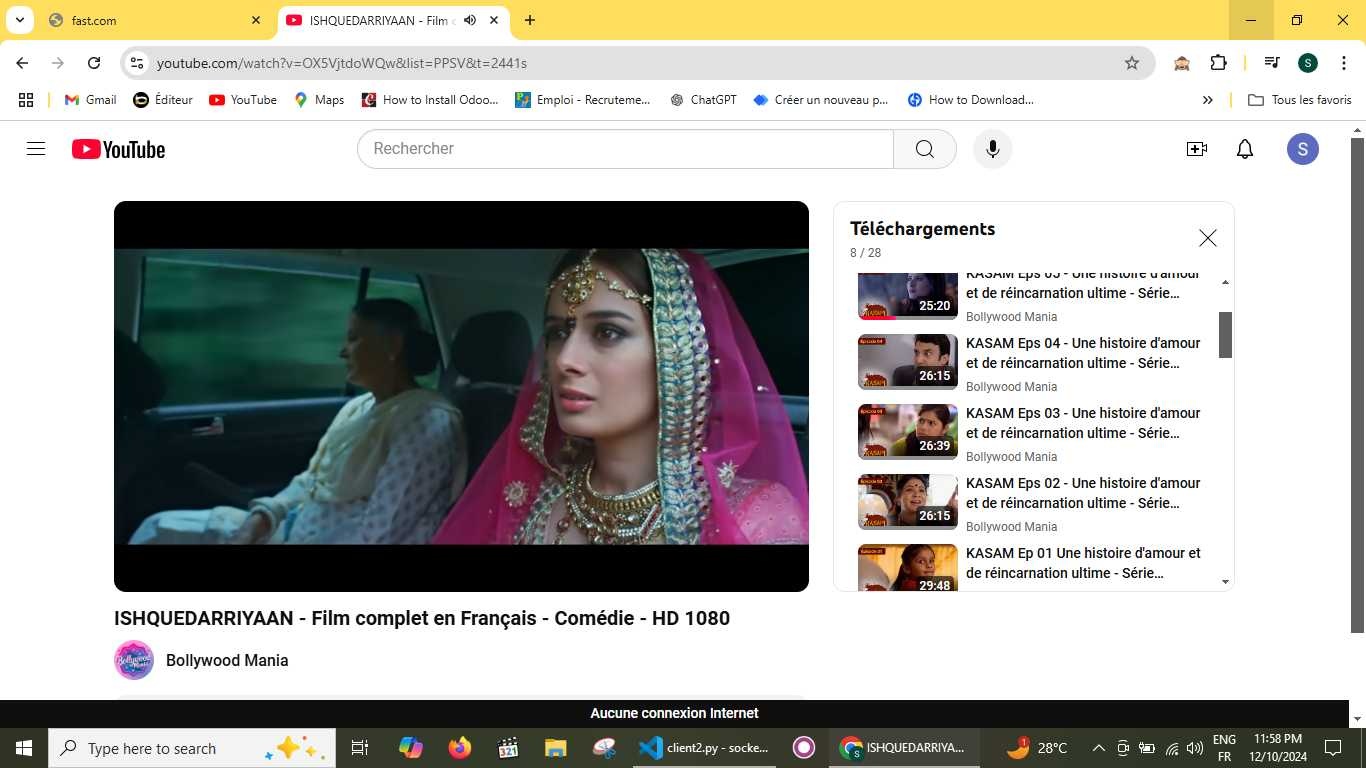 fast.com
ISHQUEDARRIYAAN - Film c
youtube.com/watch?v=OX5VjtdoWQw&list=PPSV&t=2441s
S
Gmail
Éditeur
YouTube
Maps
How to Install Odoo...
Emploi - Recruteme...
ChatGPT
Créer un nouveau p...
How to Download...
Tous les favoris
YouTube
Rechercher
S
Téléchargements
8 / 28
KASAM Eps 05 - Une histoire d'amour
et de réincarnation ultime - Série...
25:20
Bollywood Mania
KASAM Eps 04 - Une histoire d'amour
et de réincarnation ultime - Série...
26:15
Bollywood Mania
KASAM Eps 03 - Une histoire d'amour
et de réincarnation ultime - Série...
26:39
Bollywood Mania
KASAM Eps 02 - Une histoire d'amour
et de réincarnation ultime - Série...
26:15
Bollywood Mania
KASAM Ep 01 Une histoire d'amour et
de réincarnation ultime - Série...
29:48
ISHQUEDARRIYAAN - Film complet en Français - Comédie - HD 1080
Bollywood Mania
Aucune connexion Internet
Type here to search
321
client2.py - socke...
ISHQUEDARRIYA...
1
28°C
ENG
FR
11:58 PM
12/10/2024